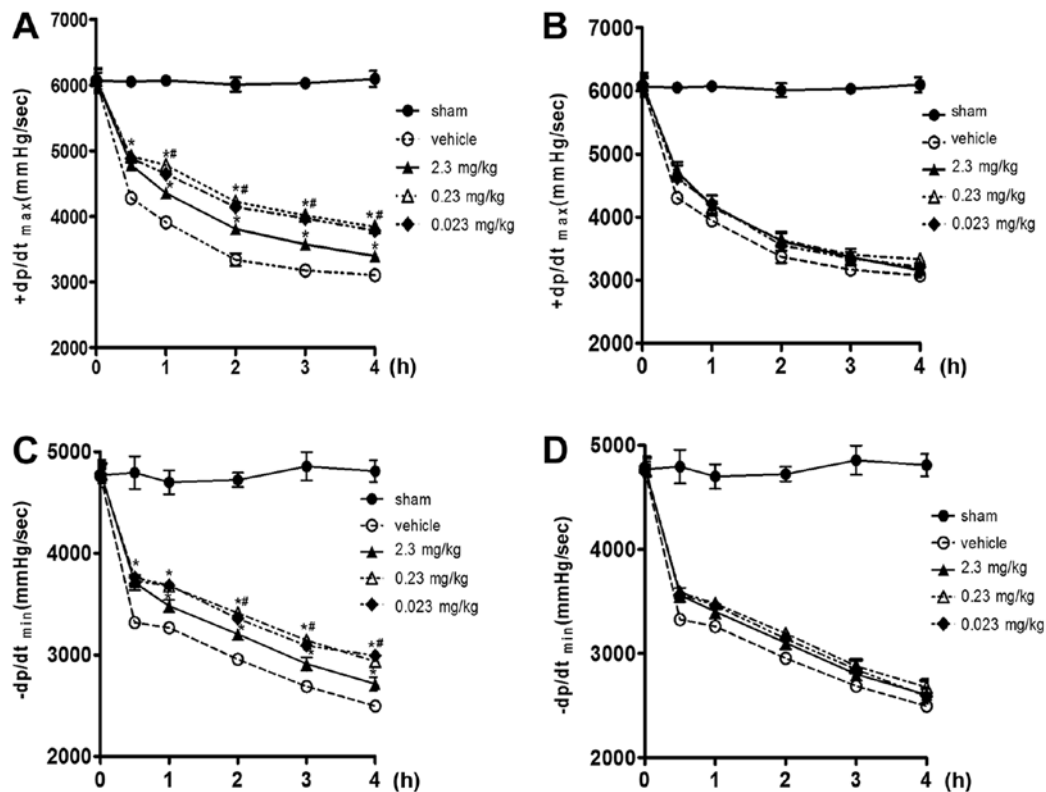 A
7000
6000
5000
4000
3000
2000
+dp/dt max(mmHg/sec)
0 1 2 3 4 (h)
* *# *# *# *#
* * * *
sham
vehicle
2.3 mg/kg
0.23 mg/kg
0.023 mg/kg
B
7000
6000
5000
4000
3000
2000
+dp/dt max(mmHg/sec)
0 1 2 3 4 (h)
sham
vehicle
2.3 mg/kg
0.23 mg/kg
0.023 mg/kg
C
5000
4000
3000
2000
-dp/dt min(mmHg/sec)
0 1 2 3 4 (h)
* * *# *# *#
* * * *
sham
vehicle
2.3 mg/kg
0.23 mg/kg
0.023 mg/kg
D
5000
4000
3000
2000
-dp/dt min(mmHg/sec)
0 1 2 3 4 (h)
sham
vehicle
2.3 mg/kg
0.23 mg/kg
0.023 mg/kg